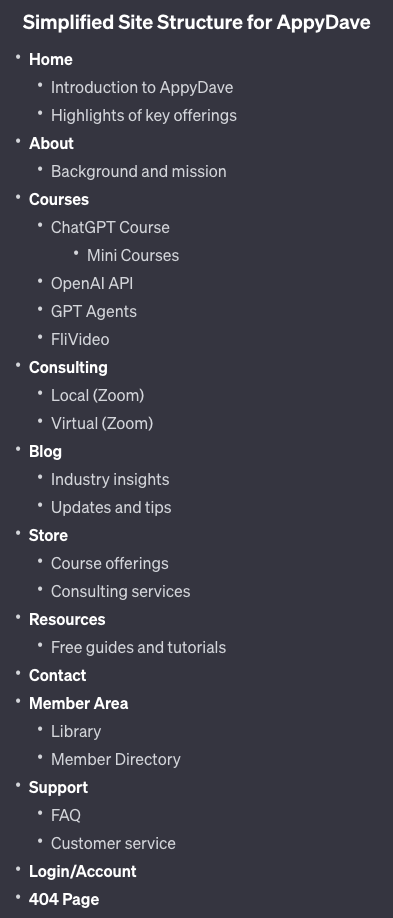 Simplified Site Structure for AppyDave
Home
Introduction to AppyDave
Highlights of key offerings
About
Background and mission
Courses
ChatGPT Course
Mini Courses
OpenAI API
GPT Agents
FliVideo
Consulting
Local (Zoom)
Virtual (Zoom)
Blog
Industry insights
Updates and tips
Store
Course offerings
Consulting services
Resources
Free guides and tutorials
Contact
Member Area
Library
Member Directory
Support
FAQ
Customer service
Login/Account
404 Page